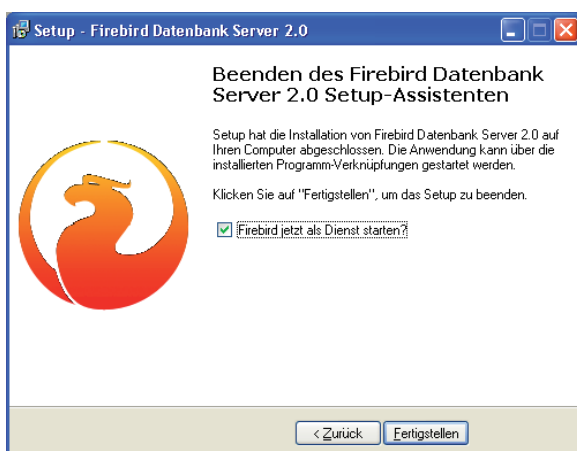 Setup - Firebird Datenbank Server 2.0
Beenden des Firebird Datenbank
Server 2.0 Setup-Assistenten
Setup hat die Installation von Firebird Datenbank Server 2.0 auf
Ihren Computer abgeschlossen. Die Anwendung kann über die
installierten Programm-Verknüpfungen gestartet werden.
Klicken Sie auf "Fertigstellen", um das Setup zu beenden.
Firebird jetzt als Dienst starten?
< Zurück
Fertigstellen